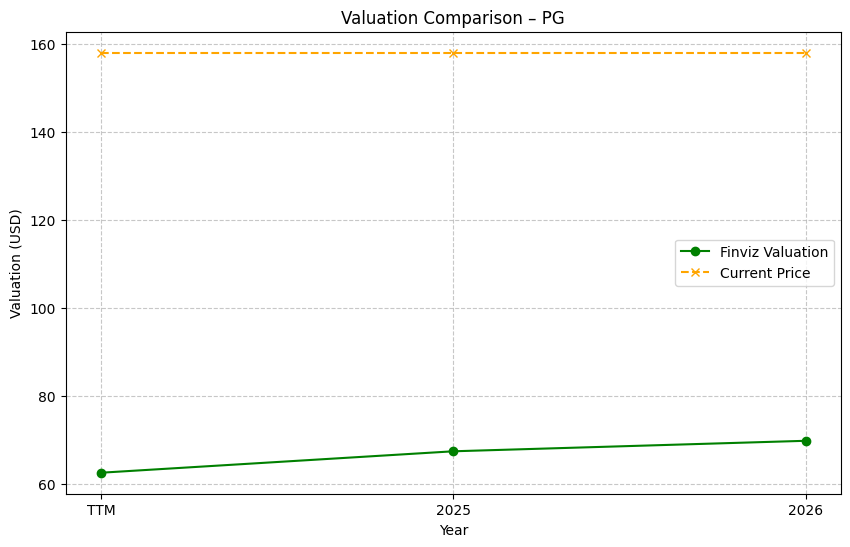 Valuation Comparison – PG
Valuation (USD)
160
140
120
100
80
60
Finviz Valuation
Current Price
TTM
2025
2026
Year